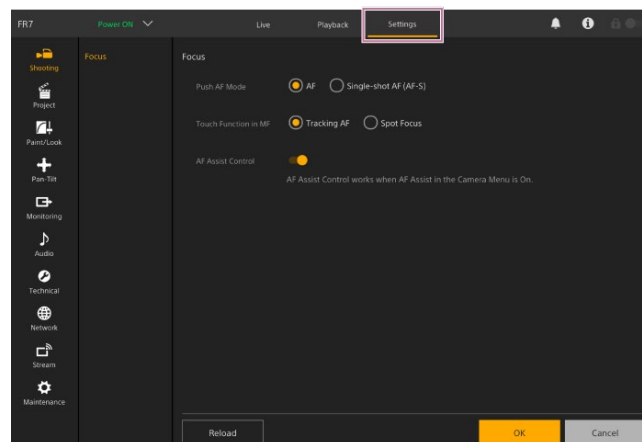 FR7 Power ON Live Playback Settings
Shooting
Project
Paint/Look
Pan-Tilt
Monitoring
Audio
Technical
Network
Stream
Maintenance
Focus
Focus
Push AF Mode AF Single-shot AF (AF-S)
Touch Function in MF Tracking AF Spot Focus
AF Assist Control
AF Assist Control works when AF Assist in the Camera Menu is On.
Reload OK Cancel